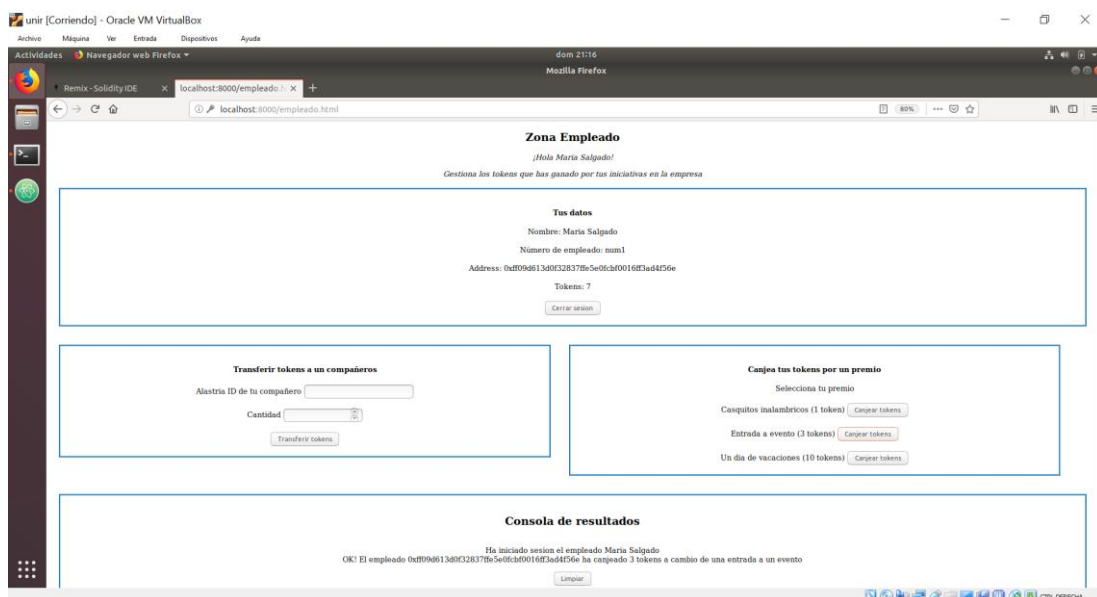 unir [Corriendo] - Oracle VM VirtualBox
Archivo Máquina Ver Entrada Dispositivos Ayuda
Actividades Navegador web Firefox dom 21:16
Mozilla Firefox
Remix - Solidity IDE localhost:8000/empleado.h
localhost:8000/empleado.html 80%
Zona Empleado
¡Hola Maria Salgado!
Gestiona los tokens que has ganado por tus iniciativas en la empresa
Tus datos
Nombre: Maria Salgado
Número de empleado: num1
Address: 0xff09d613d0f32837ffe5e0fcbf0016ff3ad4f56e
Tokens: 7
Cerrar sesion
Transferir tokens a un compañeros
Alastria ID de tu compañero
Cantidad
Transferir tokens
Canjea tus tokens por un premio
Selecciona tu premio
Casquitos inalambricos (1 token) Canjear tokens
Entrada a evento (3 tokens) Canjear tokens
Un dia de vacaciones (10 tokens) Canjear tokens
Consola de resultados
Ha iniciado sesion el empleado Maria Salgado
OK! El empleado 0xff09d613d0f32837ffe5e0fcbf0016ff3ad4f56e ha canjeado 3 tokens a cambio de una entrada a un evento
Limpiar
CTRL DERECHA